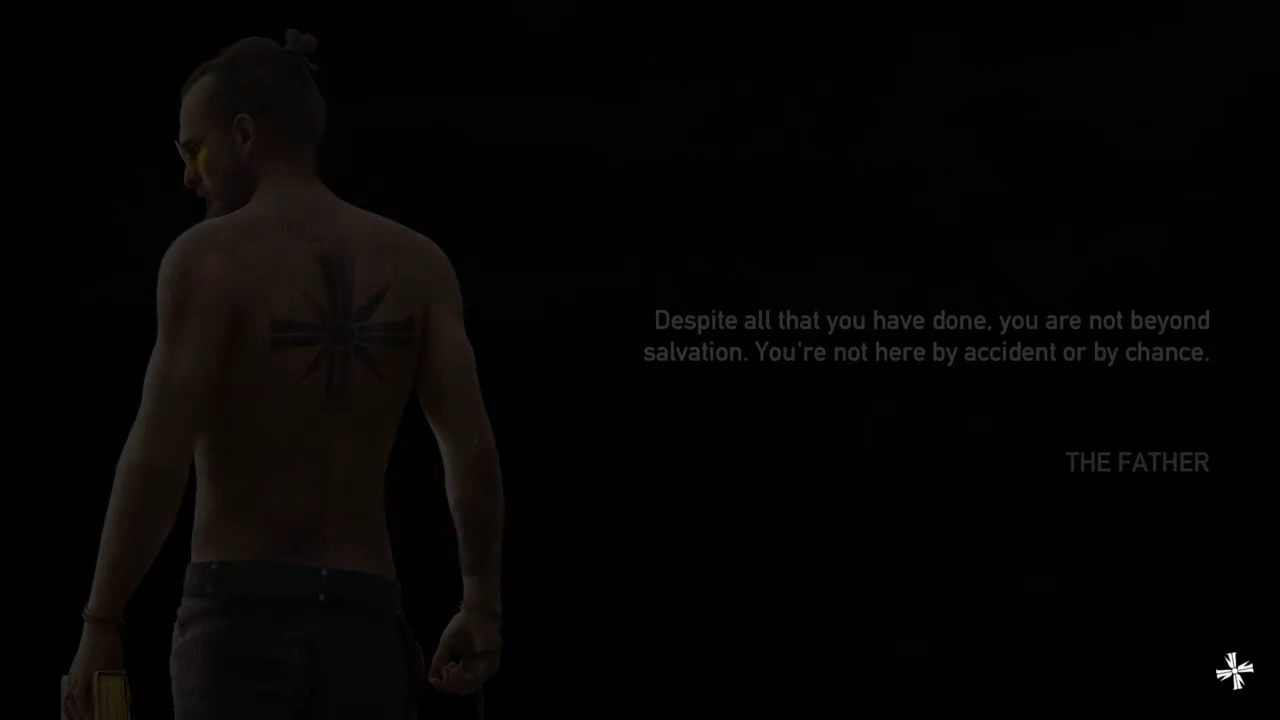 Despite all that you have done, you are not beyond
salvation. You're not here by accident or by chance.
THE FATHER